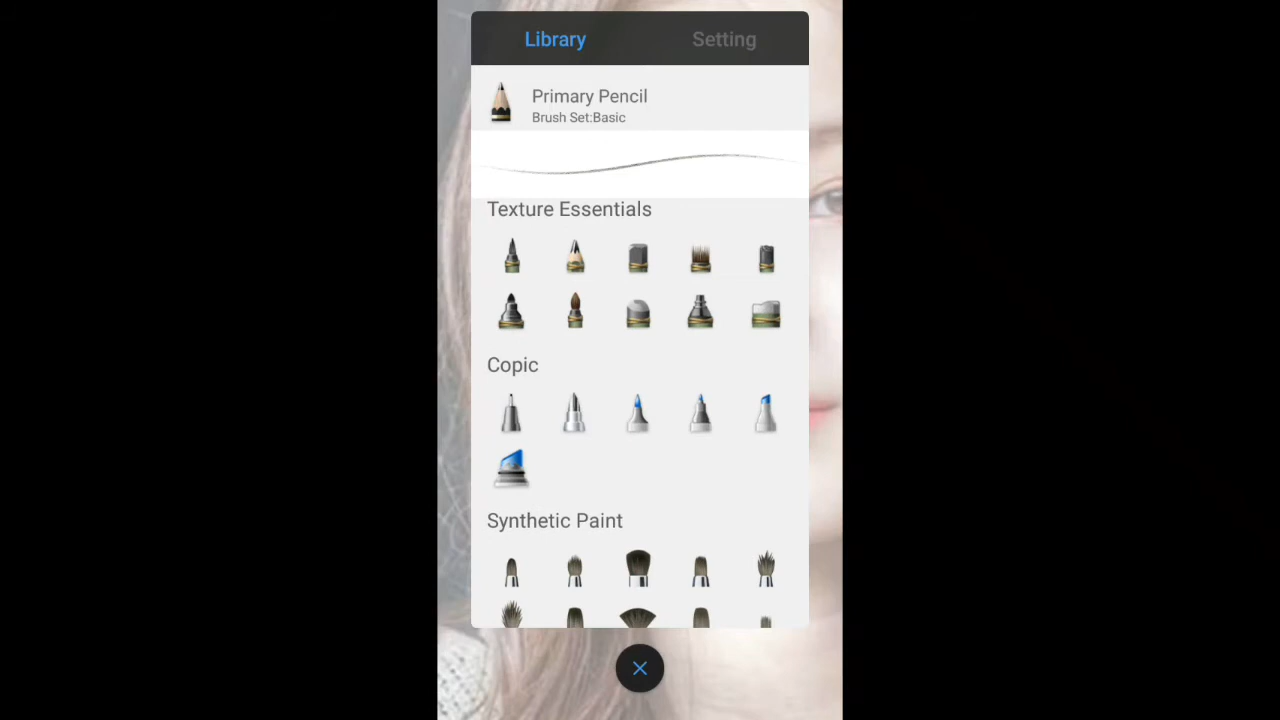 Library
Setting
Primary Pencil
Brush Set:Basic
Texture Essentials
Copic
Synthetic Paint